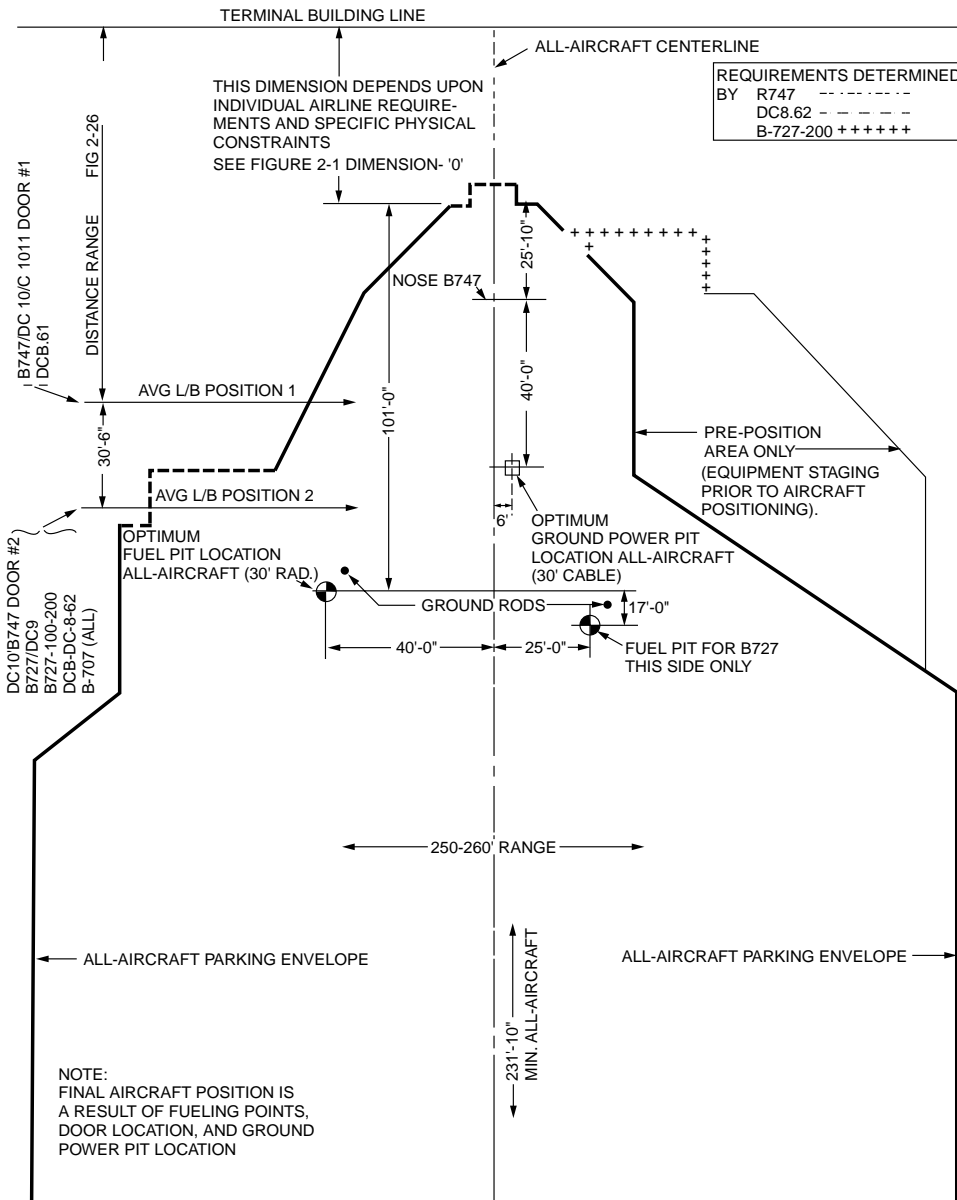 TERMINAL BUILDING LINE
ALL-AIRCRAFT CENTERLINE
REQUIREMENTS DETERMINED
BY R747
DC8.62
B-727-200
THIS DIMENSION DEPENDS UPON
INDIVIDUAL AIRLINE REQUIRE-
MENTS AND SPECIFIC PHYSICAL
CONSTRAINTS
SEE FIGURE 2-1 DIMENSION- '0'
DISTANCE RANGE FIG 2-26
B747/DC 10/C 1011 DOOR #1
DCB.61
25'-10"
NOSE B747
40'-0"
101'-0"
AVG L/B POSITION 1
30'-6"
AVG L/B POSITION 2
PRE-POSITION
AREA ONLY
(EQUIPMENT STAGING
PRIOR TO AIRCRAFT
POSITIONING).
6'
OPTIMUM
GROUND POWER PIT
LOCATION ALL-AIRCRAFT
(30' CABLE)
OPTIMUM
FUEL PIT LOCATION
ALL-AIRCRAFT (30' RAD.)
GROUND RODS
17'-0"
40'-0"
25'-0"
FUEL PIT FOR B727
THIS SIDE ONLY
DC10'B747 DOOR #2
B727/DC9
B727-100-200
DCB-DC-8-62
B-707 (ALL)
250-260' RANGE
ALL-AIRCRAFT PARKING ENVELOPE
ALL-AIRCRAFT PARKING ENVELOPE
231'-10"
MIN. ALL-AIRCRAFT
NOTE:
FINAL AIRCRAFT POSITION IS
A RESULT OF FUELING POINTS,
DOOR LOCATION, AND GROUND
POWER PIT LOCATION